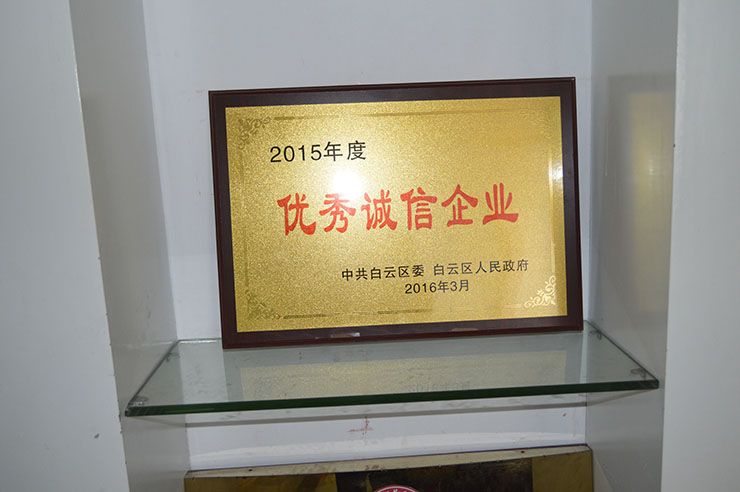 2015年度
优秀诚信企业
中共白云区委 白云区人民政府
2016年3月